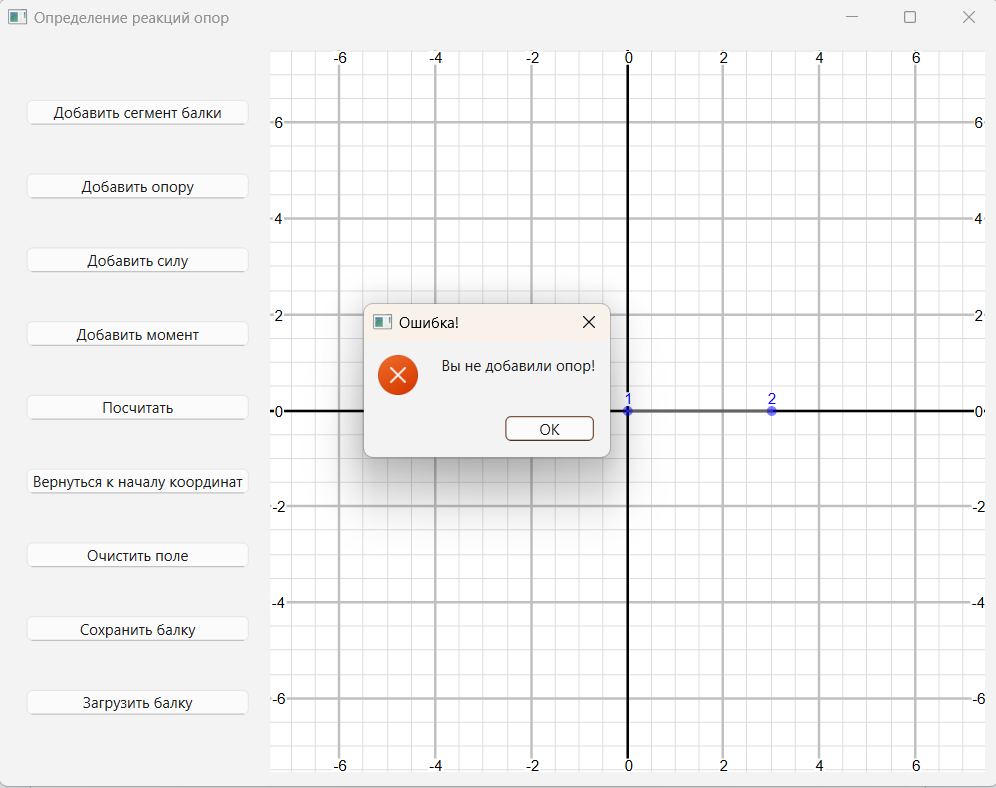 Определение реакций опор
Добавить сегмент балки
Добавить опору
Добавить силу
Добавить момент
Посчитать
Вернуться к началу координат
Очистить поле
Сохранить балку
Загрузить балку
-6 -4 -2 0 2 4 6
6 6
4 4
2 2
Ошибка!
Вы не добавили опор!
OK
1 2
0 0
-2 -2
-4 -4
-6 -6
-6 -4 -2 0 2 4 6